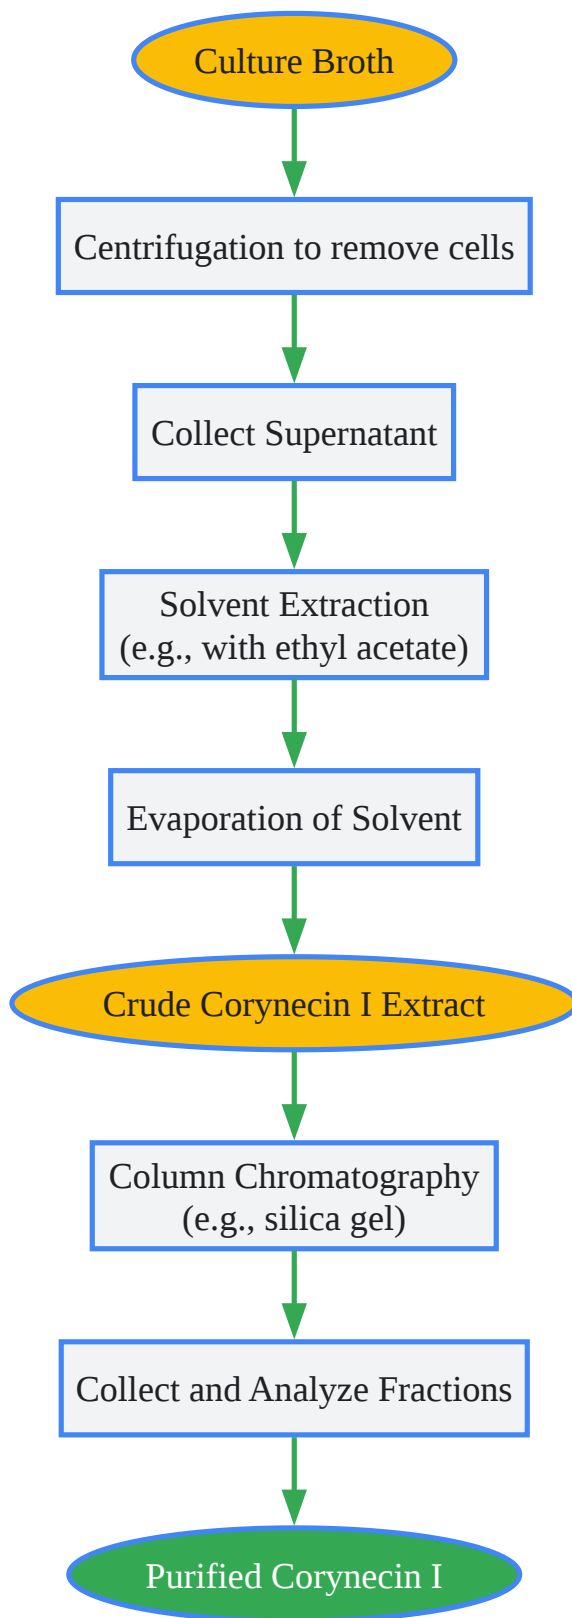 Culture Broth
Centrifugation to remove cells
Collect Supernatant
Solvent Extraction
(e.g., with ethyl acetate)
Evaporation of Solvent
Crude Corynecin I Extract
Column Chromatography
(e.g., silica gel)
Collect and Analyze Fractions
Purified Corynecin I